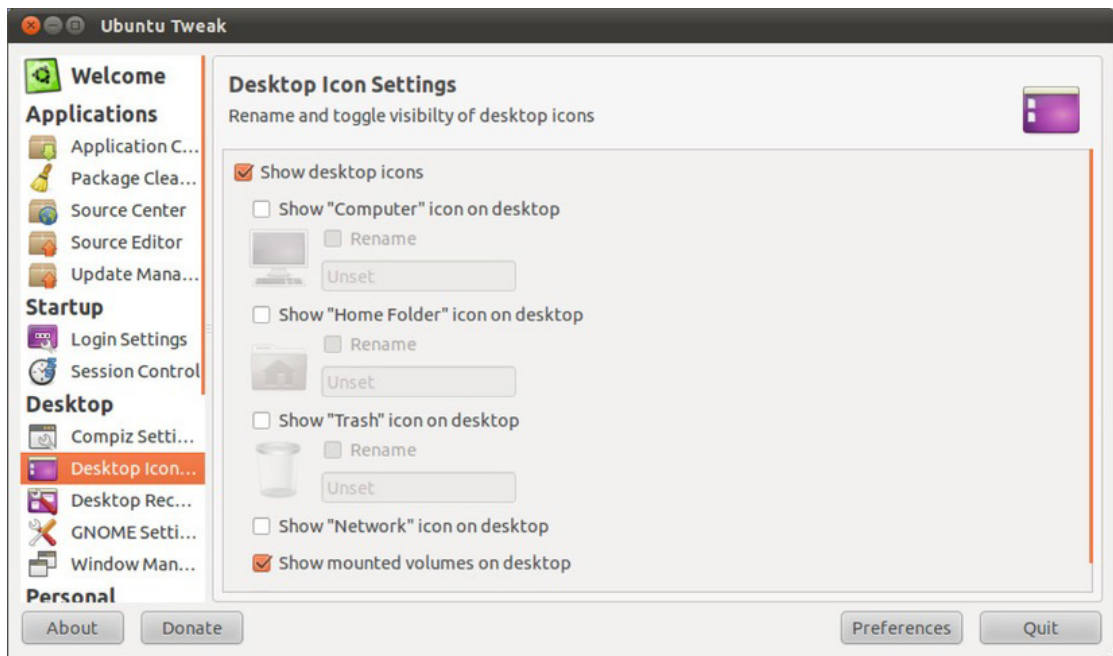 Ubuntu Tweak
Welcome
Applications
Application C...
Package Clea...
Source Center
Source Editor
Update Mana...
Startup
Login Settings
Session Control
Desktop
Compiz Setti...
Desktop Icon...
Desktop Rec...
GNOME Setti...
Window Man...
Personal
Desktop Icon Settings
Rename and toggle visibilty of desktop icons
Show desktop icons
Show "Computer" icon on desktop
Rename
Unset
Show "Home Folder" icon on desktop
Rename
Unset
Show "Trash" icon on desktop
Rename
Unset
Show "Network" icon on desktop
Show mounted volumes on desktop
About
Donate
Preferences
Quit